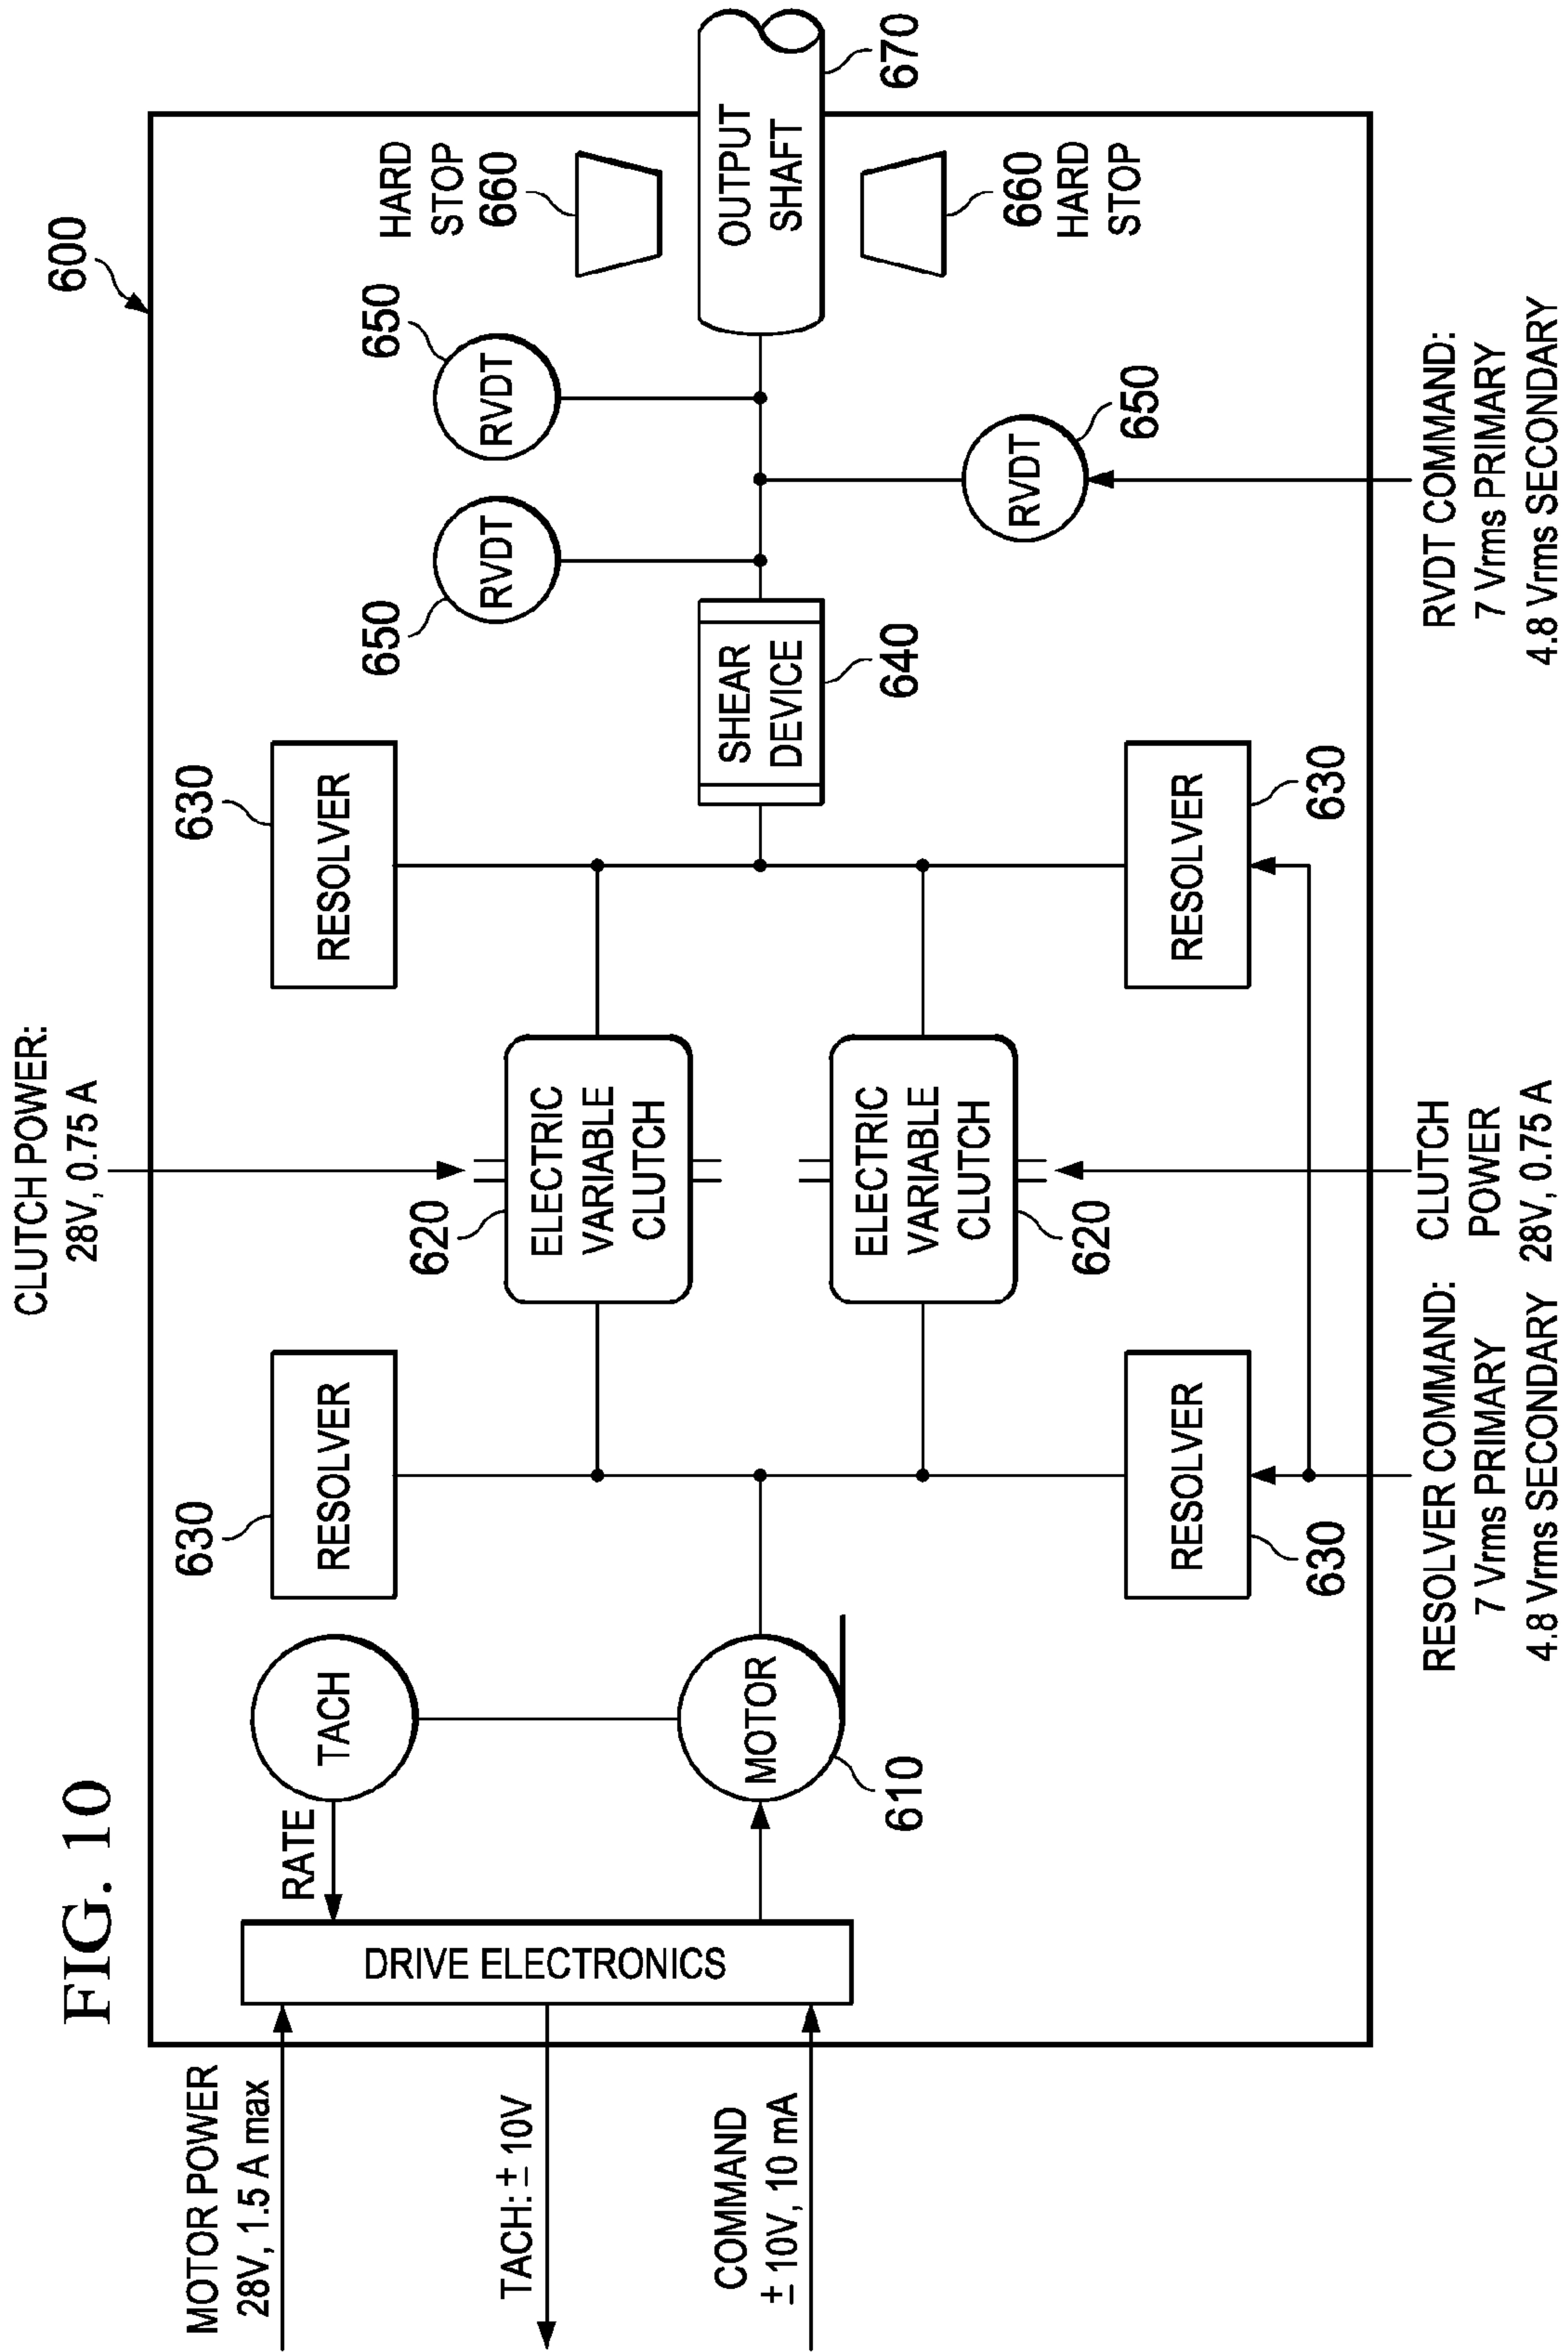 FIG. 10
600
MOTOR POWER
28V, 1.5 A max
TACH: ± 10V
COMMAND
± 10V, 10 mA
DRIVE ELECTRONICS
RATE
TACH
MOTOR
610
630
RESOLVER
RESOLVER
630
RESOLVER COMMAND:
7 Vrms PRIMARY
4.8 Vrms SECONDARY
CLUTCH POWER:
28V, 0.75 A
620
ELECTRIC
VARIABLE
CLUTCH
ELECTRIC
VARIABLE
CLUTCH
620
CLUTCH
POWER
28V, 0.75 A
630
RESOLVER
RESOLVER
630
SHEAR
DEVICE
640
650
RVDT
650
RVDT
RVDT
650
RVDT COMMAND:
7 Vrms PRIMARY
4.8 Vrms SECONDARY
HARD
STOP
660
OUTPUT
SHAFT
670
660
HARD
STOP